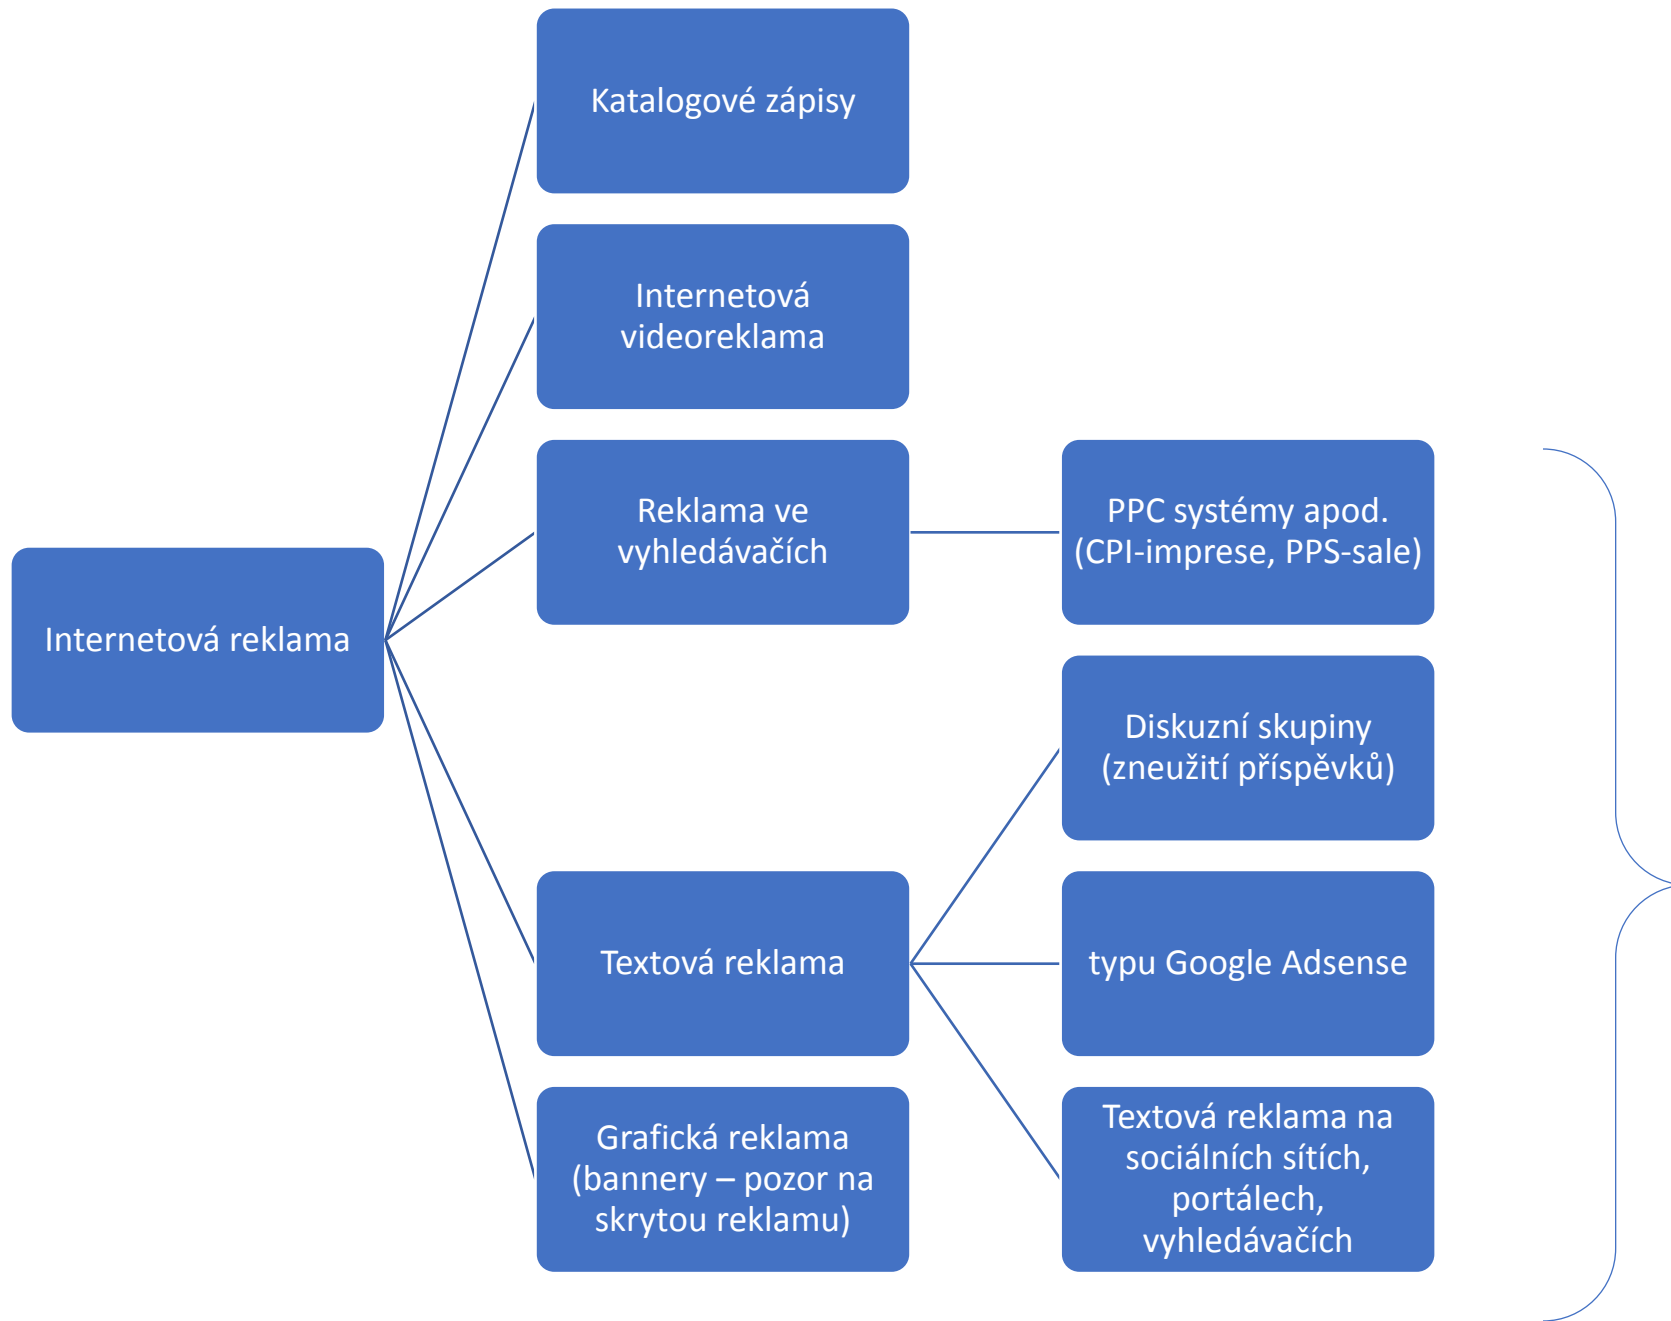 Katalogové zápisy
Internetová
videoreklama
Reklama ve
vyhledávačích
PPC systémy apod.
(CPI-imprese, PPS-sale)
Internetová reklama
Diskuzní skupiny
(zneužití příspěvků)
Textová reklama
typu Google Adsense
Grafická reklama
(bannery – pozor na
skrytou reklamu)
Textová reklama na
sociálních sítích,
portálech,
vyhledávačích